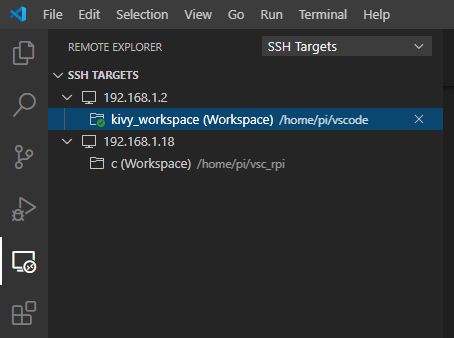 File Edit Selection View Go Run Terminal Help
REMOTE EXPLORER SSH Targets
SSH TARGETS
192.168.1.2
kivy_workspace (Workspace) /home/pi/vscode
192.168.1.18
c (Workspace) /home/pi/vsc_rpi